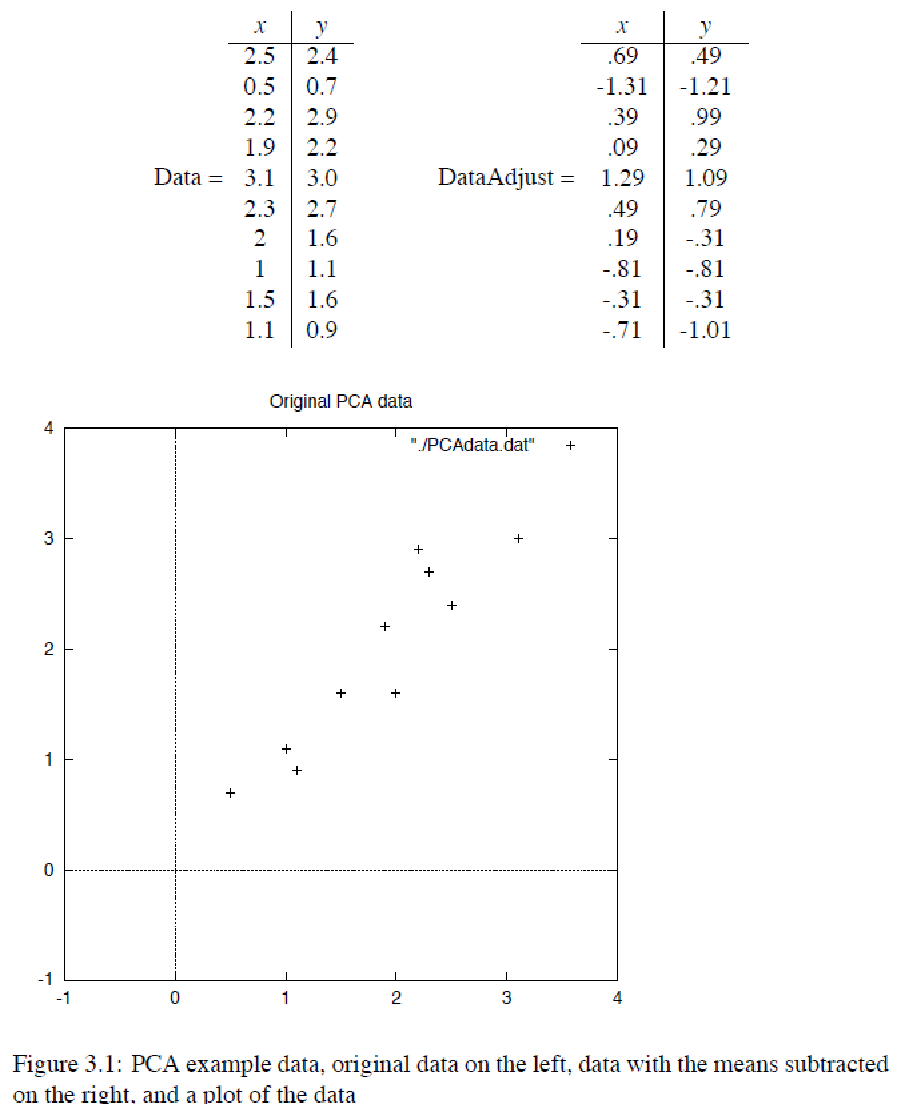 x y x y
2.5 2.4 .69 .49
0.5 0.7 -1.31 -1.21
2.2 2.9 .39 .99
1.9 2.2 .09 .29
Data = 3.1 3.0 DataAdjust = 1.29 1.09
2.3 2.7 .49 .79
2 1.6 .19 -.31
1 1.1 -.81 -.81
1.5 1.6 -.31 -.31
1.1 0.9 -.71 -1.01
Original PCA data
4
"./PCAdata.dat"
3
2
1
0
-1
-1 0 1 2 3 4
Figure 3.1: PCA example data, original data on the left, data with the means subtracted
on the right, and a plot of the data